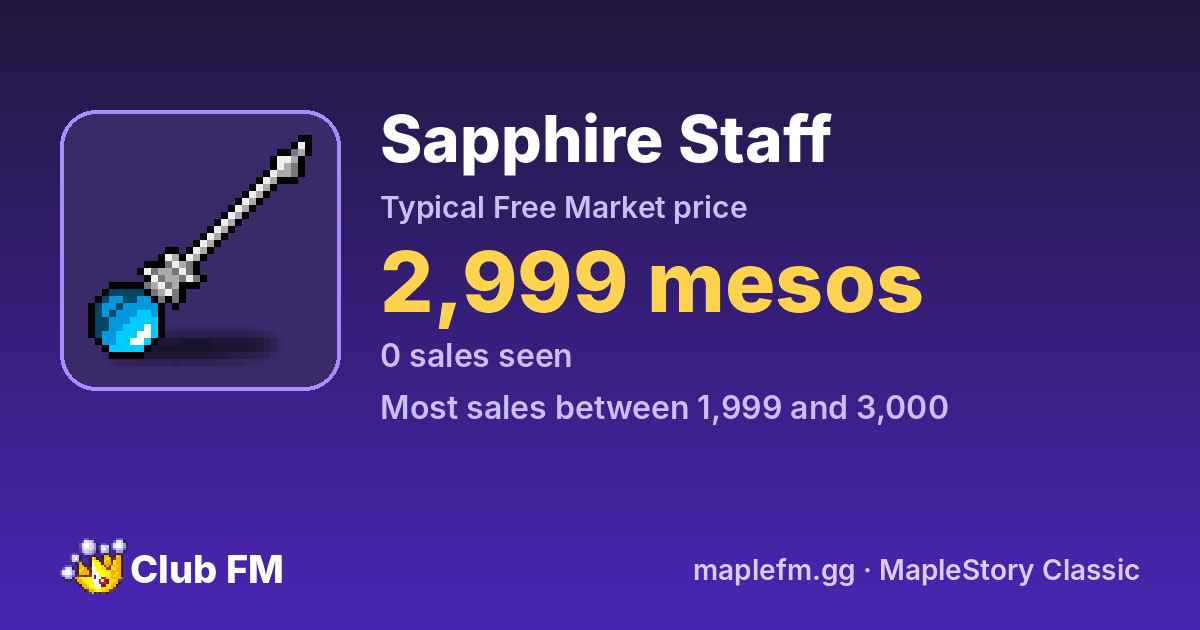 Sapphire Staff
Typical Free Market price
2,999 mesos
0 sales seen
Most sales between 1,999 and 3,000
Club FM
maplefm.gg · MapleStory Classic